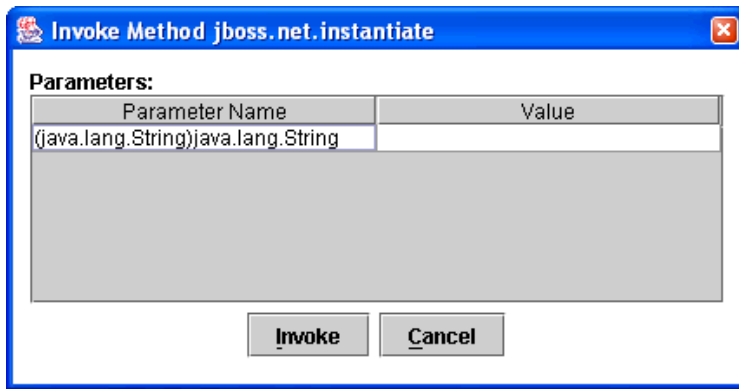 Invoke Method jboss.net.instantiate
Parameters:
Parameter Name Value
(java.lang.String)java.lang.String
Invoke Cancel